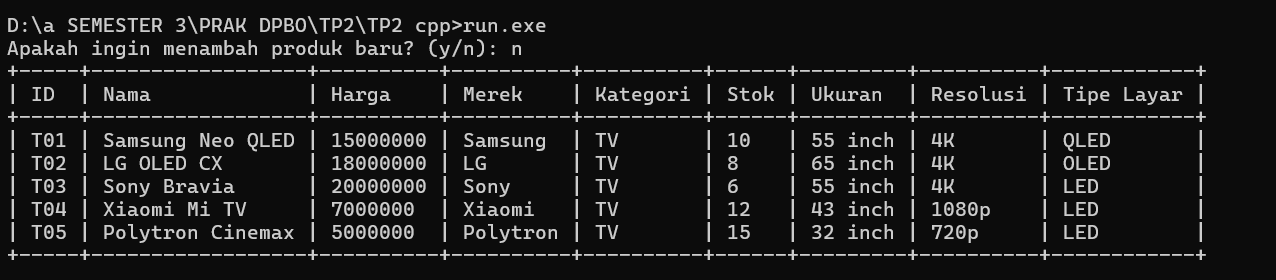 D:\a SEMESTER 3\PRAK DPBO\TP2\TP2 cpp>run.exe
Apakah ingin menambah produk baru? (y/n): n
+-----+------------------+----------+----------+----------+------+---------+----------+------------+
| ID  | Nama             | Harga    | Merek    | Kategori | Stok | Ukuran  | Resolusi | Tipe Layar |
+-----+------------------+----------+----------+----------+------+---------+----------+------------+
| T01 | Samsung Neo QLED | 15000000 | Samsung  | TV       | 10   | 55 inch | 4K       | QLED       |
| T02 | LG OLED CX       | 18000000 | LG       | TV       | 8    | 65 inch | 4K       | OLED       |
| T03 | Sony Bravia      | 20000000 | Sony     | TV       | 6    | 55 inch | 4K       | LED        |
| T04 | Xiaomi Mi TV     | 7000000  | Xiaomi   | TV       | 12   | 43 inch | 1080p    | LED        |
| T05 | Polytron Cinemax | 5000000  | Polytron | TV       | 15   | 32 inch | 720p     | LED        |
+-----+------------------+----------+----------+----------+------+---------+----------+------------+